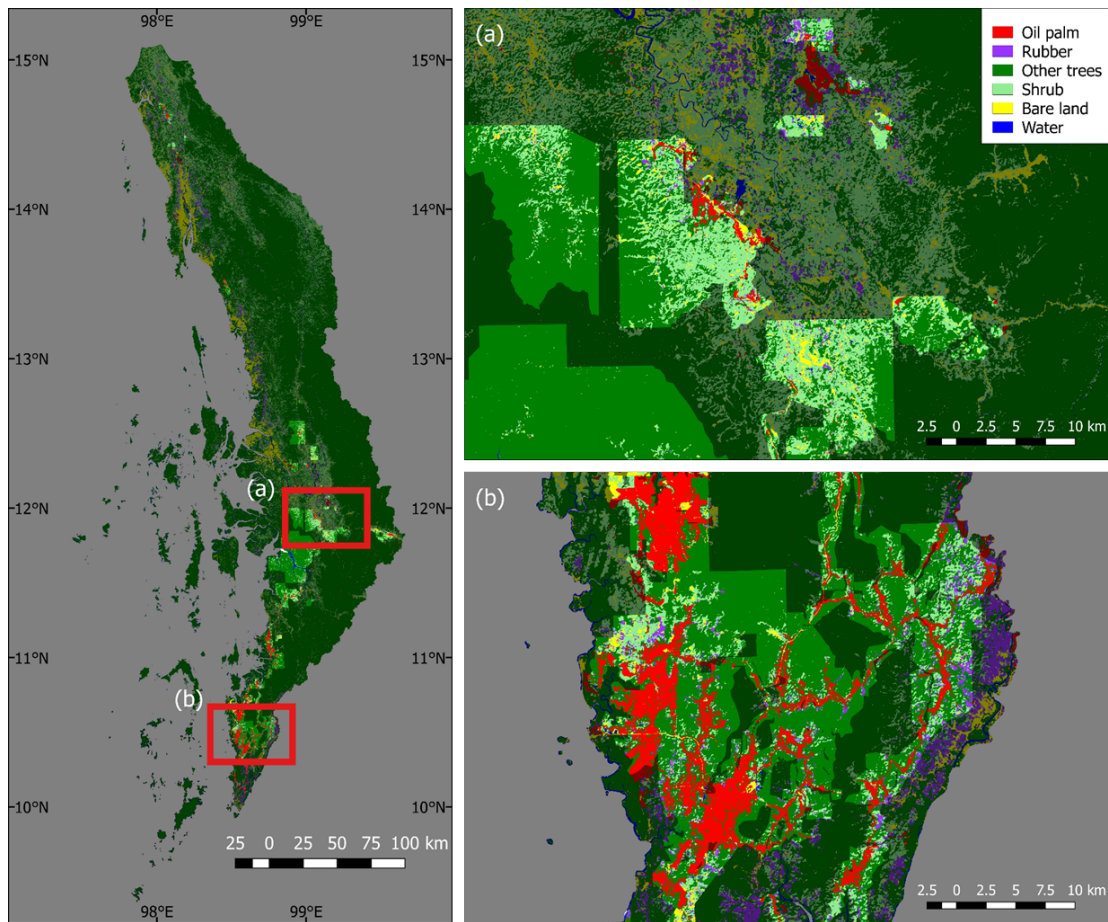 98°E 99°E
15°N 15°N
14°N 14°N
13°N 13°N
12°N 12°N
11°N 11°N
10°N 10°N
(a)
(b)
25 0 25 50 75 100 km
98°E 99°E
(a)
Oil palm
Rubber
Other trees
Shrub
Bare land
Water
2.5 0 2.5 5 7.5 10 km
(b)
2.5 0 2.5 5 7.5 10 km